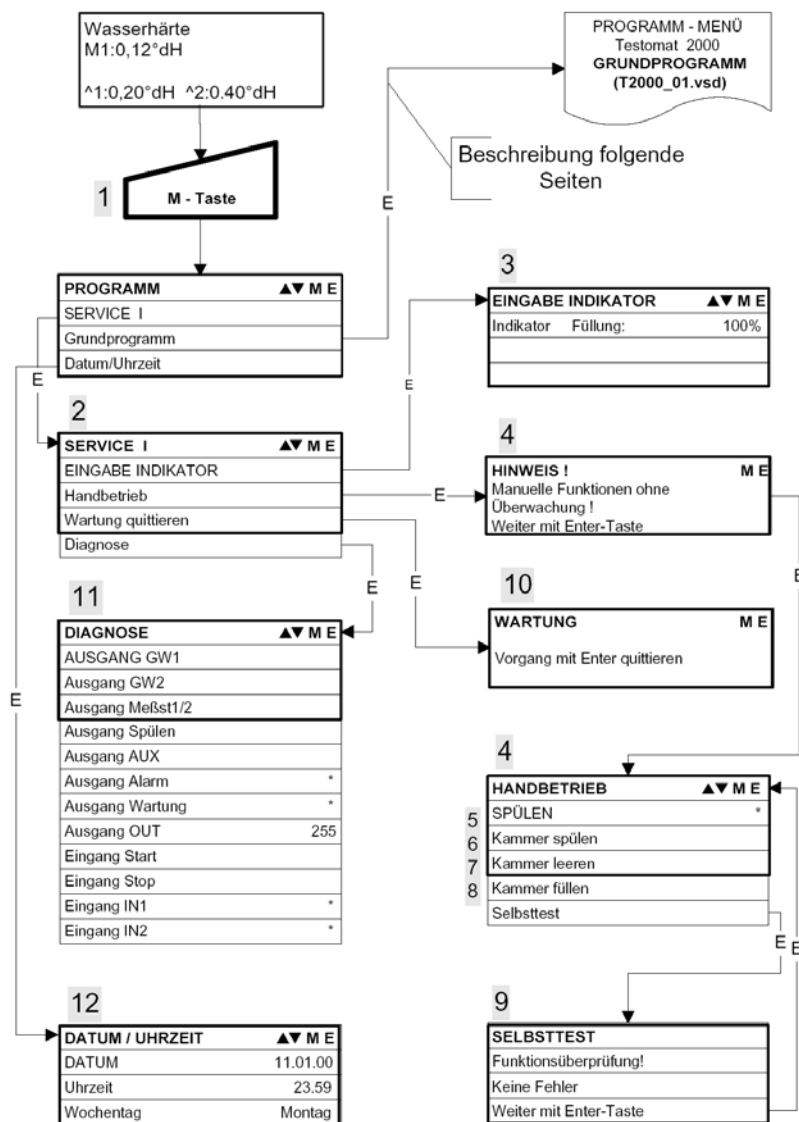 Wasserhärte
M1:0,12°dH
^1:0,20°dH ^2:0.40°dH
PROGRAMM - MENÜ
Testomat 2000
GRUNDPROGRAMM
(T2000_01.vsd)
Beschreibung folgende
Seiten
1
M - Taste
E
PROGRAMM ▲▼ M E
SERVICE I
Grundprogramm
Datum/Uhrzeit
E
3
EINGABE INDIKATOR ▲▼ M E
Indikator Füllung: 100%
E
2
SERVICE I ▲▼ M E
EINGABE INDIKATOR
Handbetrieb
Wartung quittieren
Diagnose
E
4
HINWEIS ! M E
Manuelle Funktionen ohne
Überwachung !
Weiter mit Enter-Taste
E
E
E
10
WARTUNG M E
Vorgang mit Enter quittieren
11
DIAGNOSE ▲▼ M E
AUSGANG GW1
Ausgang GW2
Ausgang Meßst1/2
Ausgang Spülen
Ausgang AUX
Ausgang Alarm *
Ausgang Wartung *
Ausgang OUT 255
Eingang Start
Eingang Stop
Eingang IN1 *
Eingang IN2 *
E
4
HANDBETRIEB ▲▼ M E
5 SPÜLEN *
6 Kammer spülen
7 Kammer leeren
8 Kammer füllen
Selbsttest
E E
12
DATUM / UHRZEIT ▲▼ M E
DATUM 11.01.00
Uhrzeit 23.59
Wochentag Montag
9
SELBSTTEST
Funktionsüberprüfung!
Keine Fehler
Weiter mit Enter-Taste